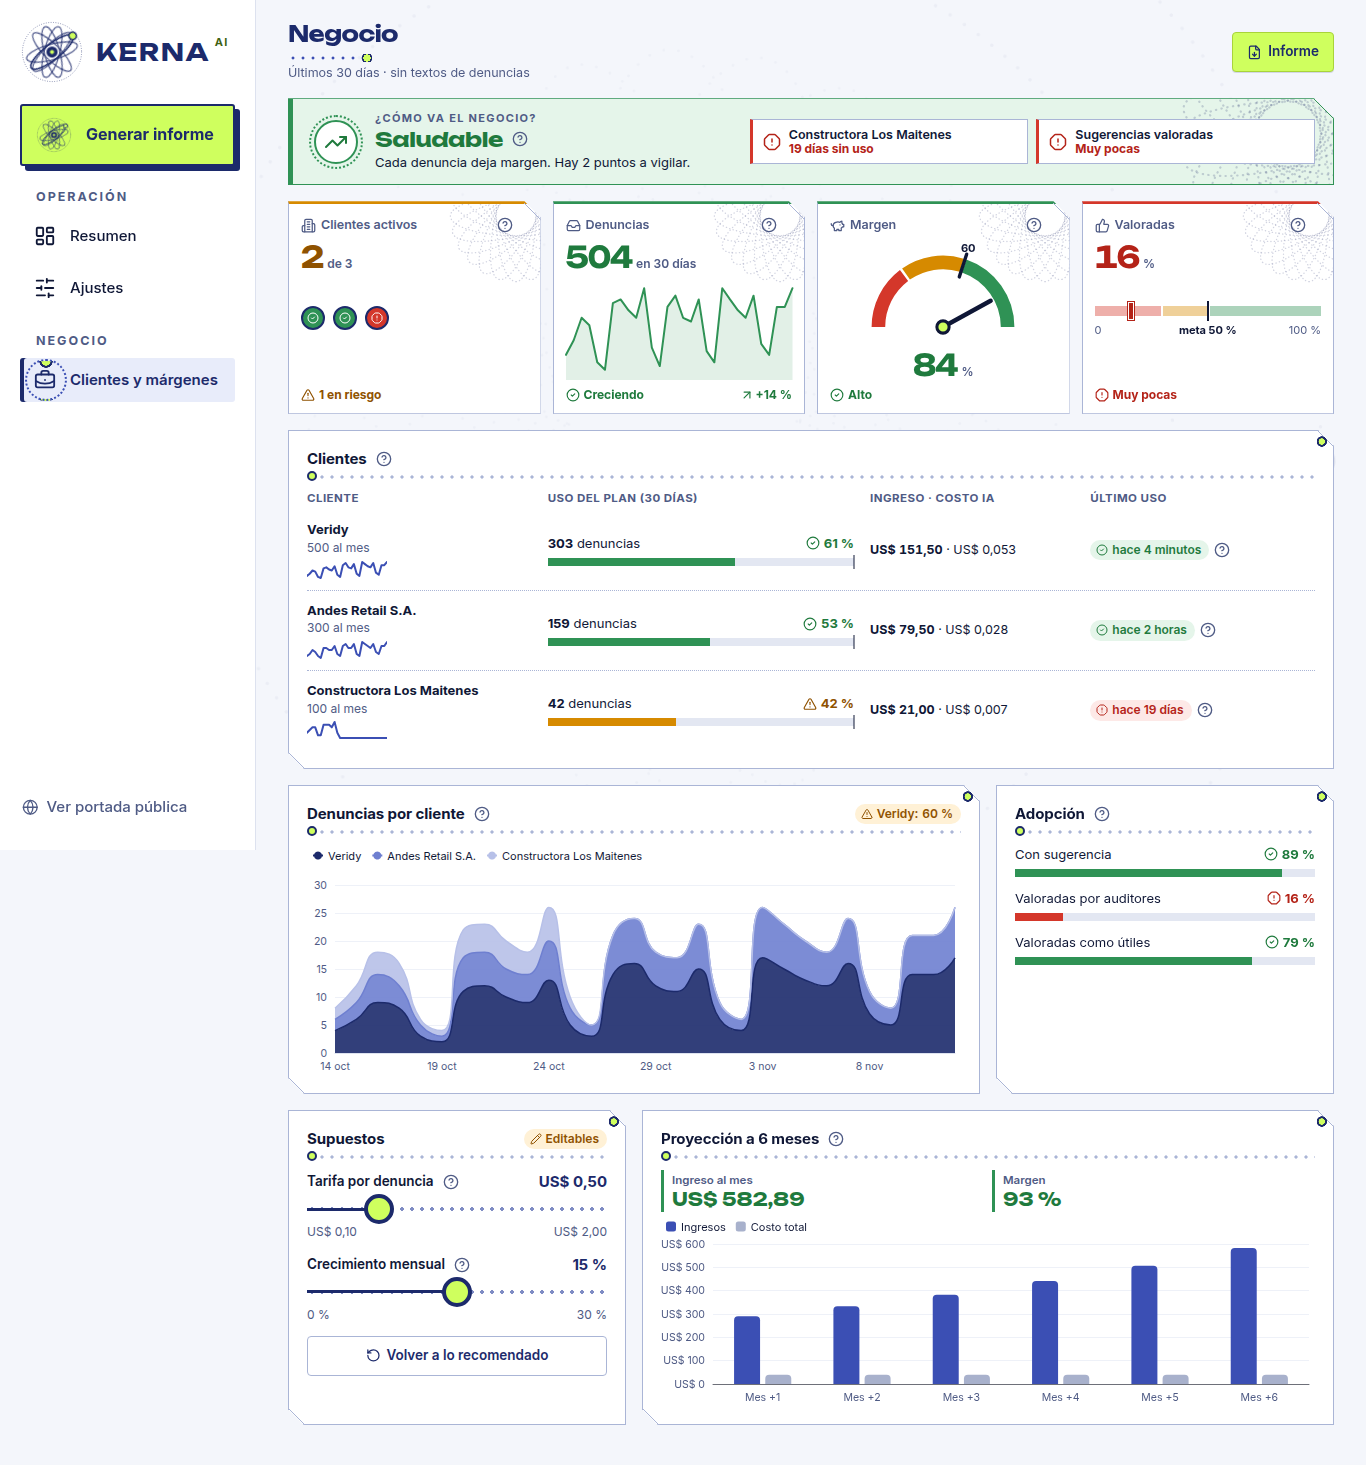 KERNA AI
Generar informe
OPERACIÓN
Resumen
Ajustes
NEGOCIO
Clientes y márgenes
Ver portada pública
Negocio
Últimos 30 días · sin textos de denuncias
Informe
¿CÓMO VA EL NEGOCIO?
Saludable
Cada denuncia deja margen. Hay 2 puntos a vigilar.
Constructora Los Maitenes
19 días sin uso
Sugerencias valoradas
Muy pocas
Clientes activos
2 de 3
1 en riesgo
Denuncias
504 en 30 días
Creciendo
+14 %
Margen
60
84 %
Alto
Valoradas
16 %
0
meta 50 %
100 %
Muy pocas
Clientes
CLIENTE USO DEL PLAN (30 DÍAS) INGRESO · COSTO IA ÚLTIMO USO
Veridy
500 al mes
303 denuncias
61 %
US$ 151,50 · US$ 0,053
hace 4 minutos
Andes Retail S.A.
300 al mes
159 denuncias
53 %
US$ 79,50 · US$ 0,028
hace 2 horas
Constructora Los Maitenes
100 al mes
42 denuncias
42 %
US$ 21,00 · US$ 0,007
hace 19 días
Denuncias por cliente
Veridy: 60 %
Veridy Andes Retail S.A. Constructora Los Maitenes
30
25
20
15
10
5
0
14 oct 19 oct 24 oct 29 oct 3 nov 8 nov
Adopción
Con sugerencia 89 %
Valoradas por auditores 16 %
Valoradas como útiles 79 %
Supuestos
Editables
Tarifa por denuncia US$ 0,50
US$ 0,10 US$ 2,00
Crecimiento mensual 15 %
0 % 30 %
Volver a lo recomendado
Proyección a 6 meses
Ingreso al mes
US$ 582,89
Margen
93 %
Ingresos Costo total
US$ 600
US$ 500
US$ 400
US$ 300
US$ 200
US$ 100
US$ 0
Mes +1 Mes +2 Mes +3 Mes +4 Mes +5 Mes +6